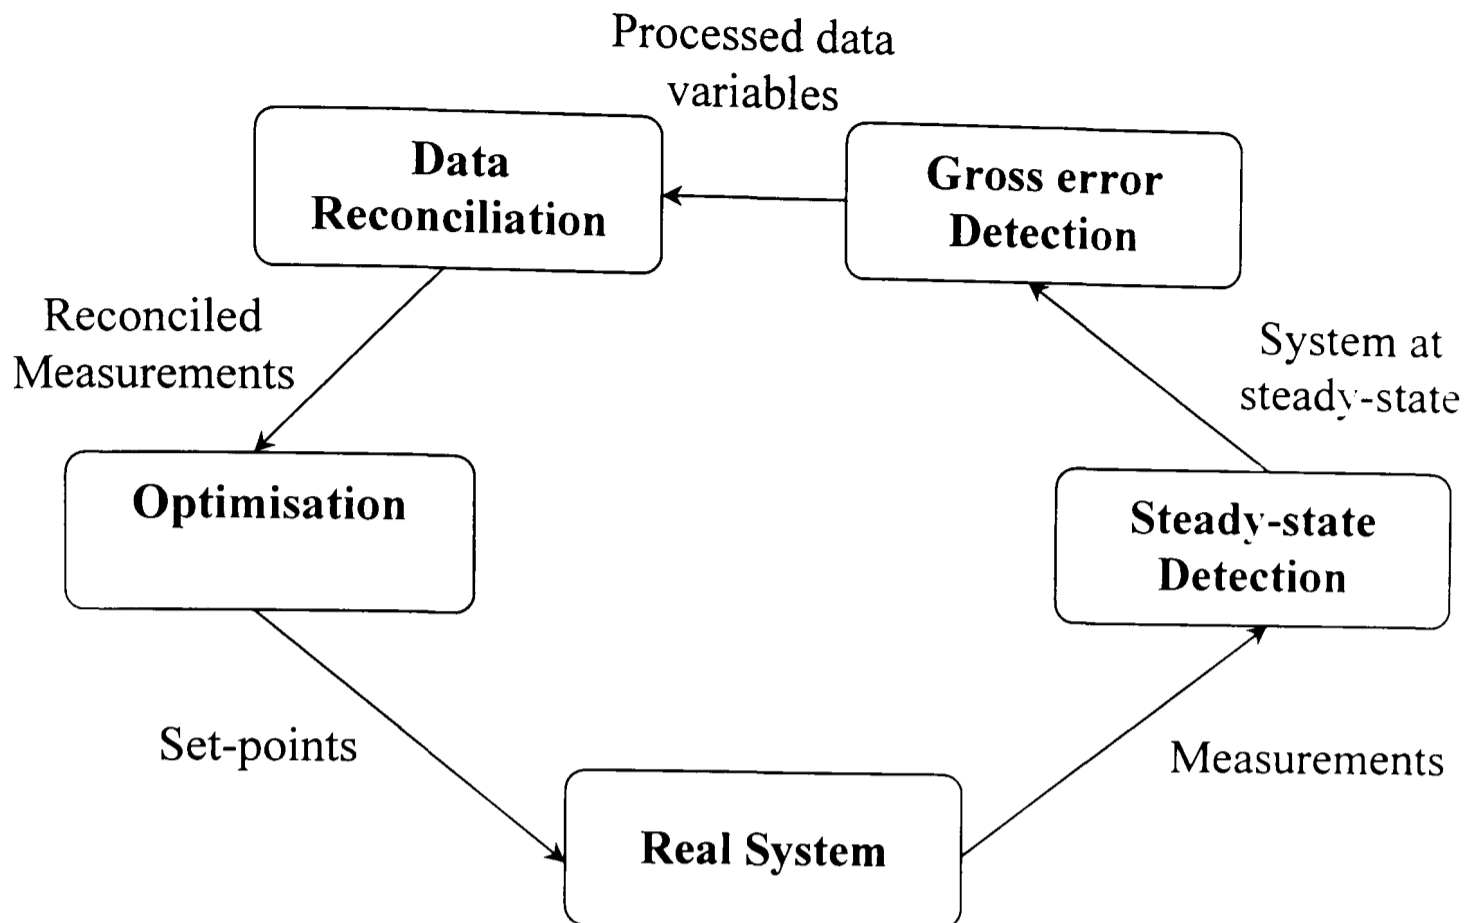 Processed data
variables
Data
Reconciliation
Gross error
Detection
Reconciled
Measurements
System at
steady-state
Optimisation
Steady-state
Detection
Set-points
Measurements
Real System